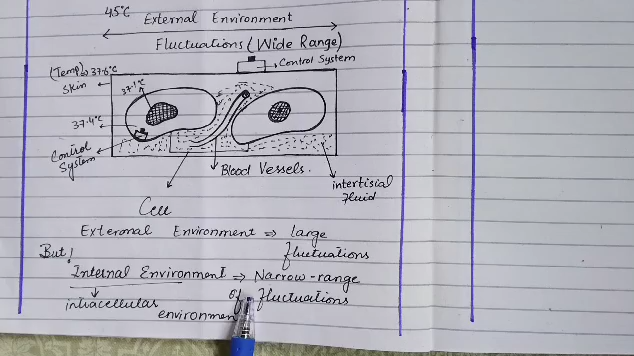 45°C
External Environment
Fluctuations (Wide Range)
Control System
(Temp) 37.6°C
Skin
37.1°C
37.4°C
Control
System
Blood Vessels.
intertisial
Fluid
Cell
External Environment ⇒ large
fluctuations
But!
Internal Environment ⇒ Narrow-range
of fluctuations
intracellular
environment